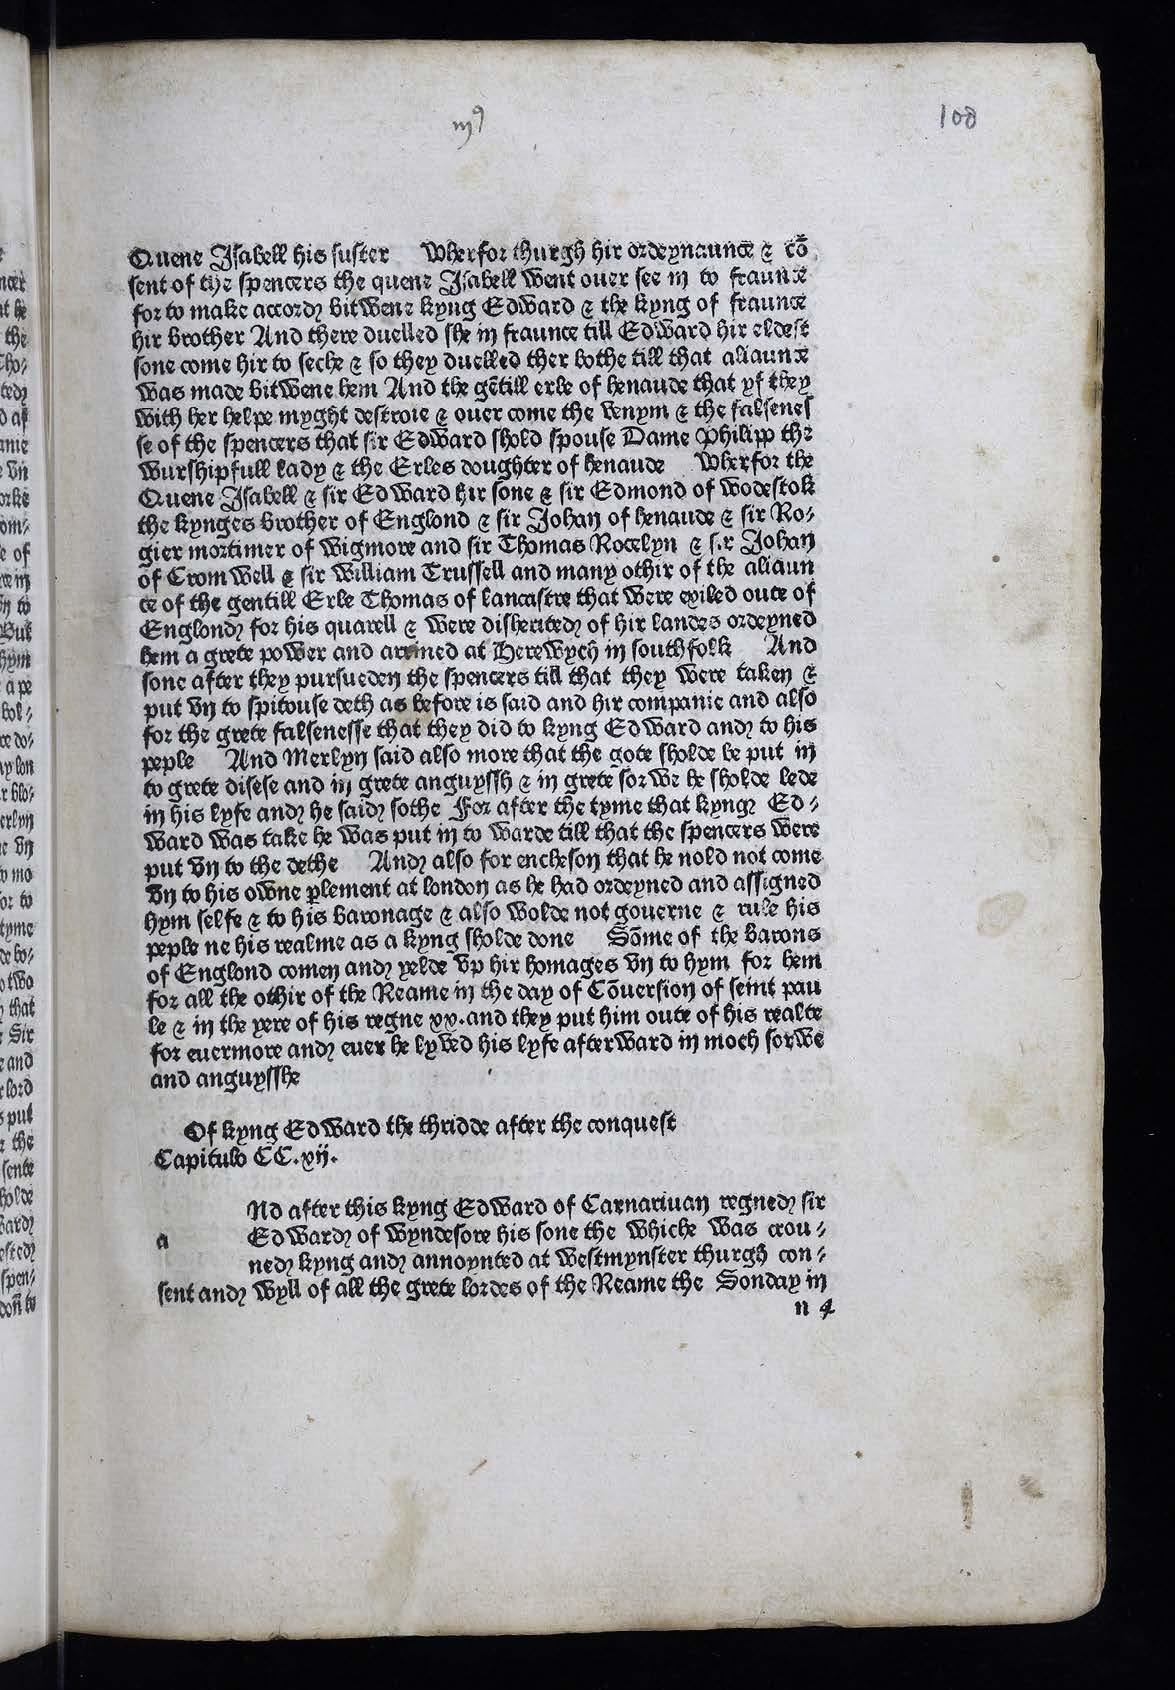 108
Quene Isabell his suster Wherfor thurgh hir ordeynaunce & cō
sent of the spencers the quene Isabell went ouer see in to fraunce
for to make accord bitwene kyng Edward & the kyng of fraunce
hir brother And there duelled she in fraunce till Edward hir eldest
sone come hir to seche & so they duelled ther bothe till that aliaunce
was made bitwene hem And the gētill erle of henaude that yf they
with her helpe myght destroie & ouer come the venym & the falsenes
se of the spencers that sir Edward shold spouse Dame Philipp the
wurshipfull lady & the Erles doughter of henaude Wherfor the
Quene Isabell & sir Edward hir sone & sir Edmond of wodestok
the kynges brother of Englond & sir Johan of henaude & sir Ro-
gier mortimer of Wigmore and sir Thomas Rocelyn & sir Johan
of Cromwell & sir William Trussell and many othir of the aliaun
ce of the gentill Erle Thomas of lancastre that were exiled oute of
Englond for his quarell & were disherited of hir landes ordeyned
hem a grete power and arriued at Herewych in southfolk And
sone after they pursueden the spencers till that they were taken &
put vn to spitouse deth as before is said and hir companie and also
for the grete falsenesse that they did to kyng Edward and to his
peple And Merlyn said also more that the gote sholde be put in
to grete disese and in grete anguyssh & in grete sorwe he sholde lede
in his lyfe and he said sothe For after the tyme that kyng Ed-
ward was take he was put in to warde till that the spencers were
put vn to the dethe And also for encheson that he nold not come
vn to his owne plement at london as he had ordeyned and assigned
hym selfe & to his baronage & also wolde not gouerne & rule his
peple ne his realme as a kyng sholde done Sōme of the barons
of Englond comen and yelde vp hir homages vn to hym for hem
for all the othir of the Reame in the day of Cōuersion of seint pau
le & in the yere of his regne xx. and they put him oute of his realte
for euermore and euer he lyved his lyfe afterward in moch sorwe
and anguysshe
Of kyng Edward the thridde after the conquest
Capitulo CC.xij.
Nd after this kyng Edward of Carnariuan regned sir
a Edward of wyndesore his sone the whiche was crou-
ned kyng and annoynted at westmynster thurgh con-
sent and wyll of all the grete lordes of the Reame the Sonday in
n 4